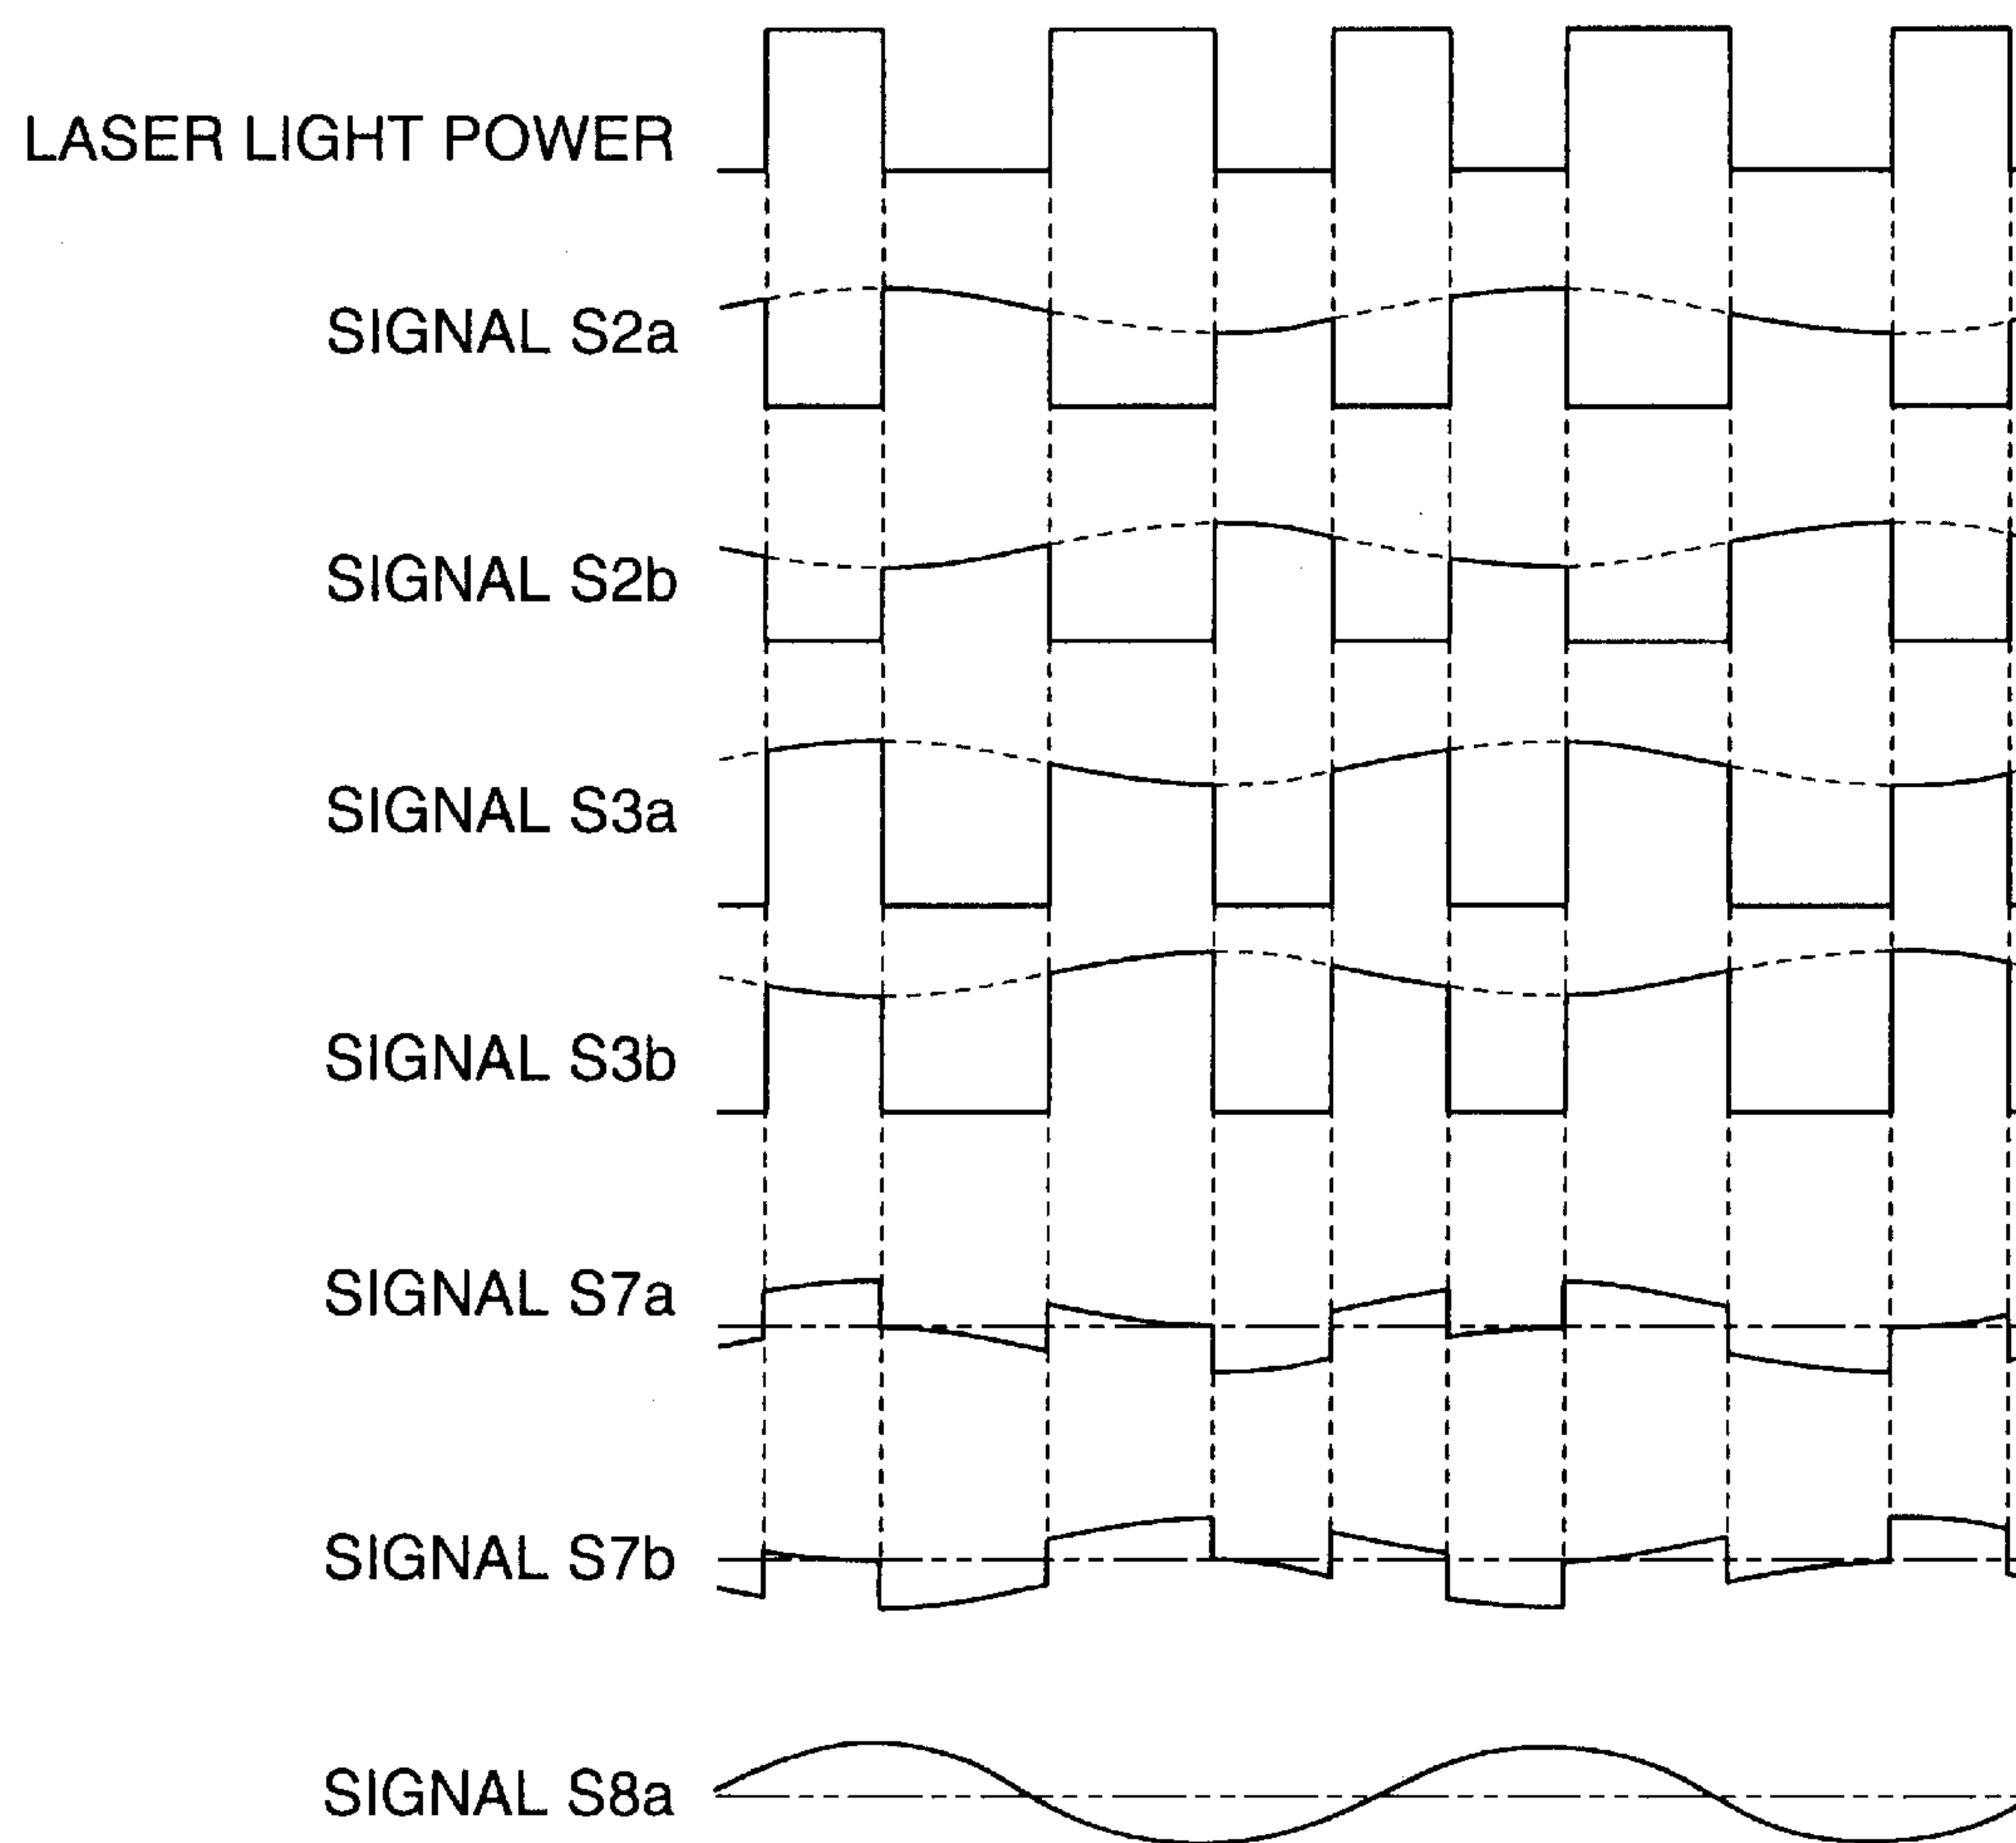 LASER LIGHT POWER
SIGNAL S2a
SIGNAL S2b
SIGNAL S3a
SIGNAL S3b
SIGNAL S7a
SIGNAL S7b
SIGNAL S8a